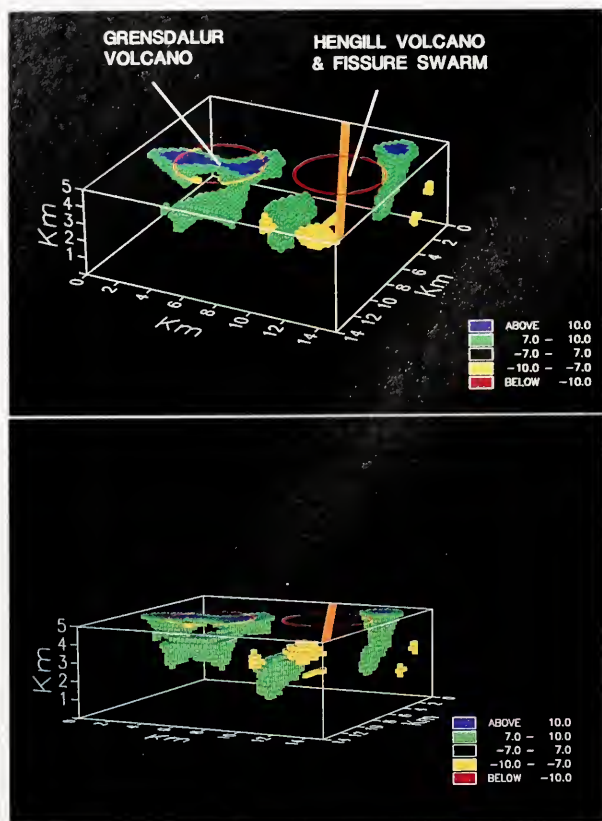 GRENSDALUR
VOLCANO
HENGILL VOLCANO
& FISSURE SWARM
5
4
3
2
1
Km
0 2 4 6 8 10 12 14
Km
14 12 10 8 6 4 2 0
Km
ABOVE 10.0
7.0 - 10.0
-7.0 - 7.0
-10.0 - -7.0
BELOW -10.0
5
4
3
2
1
Km
Km
Km
ABOVE 10.0
7.0 - 10.0
-7.0 - 7.0
-10.0 - -7.0
BELOW -10.0